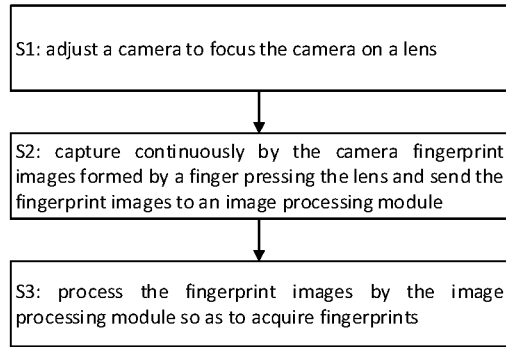 S1: adjust a camera to focus the camera on a lens
S2: capture continuously by the camera fingerprint
images formed by a finger pressing the lens and send the
fingerprint images to an image processing module
S3: process the fingerprint images by the image
processing module so as to acquire fingerprints